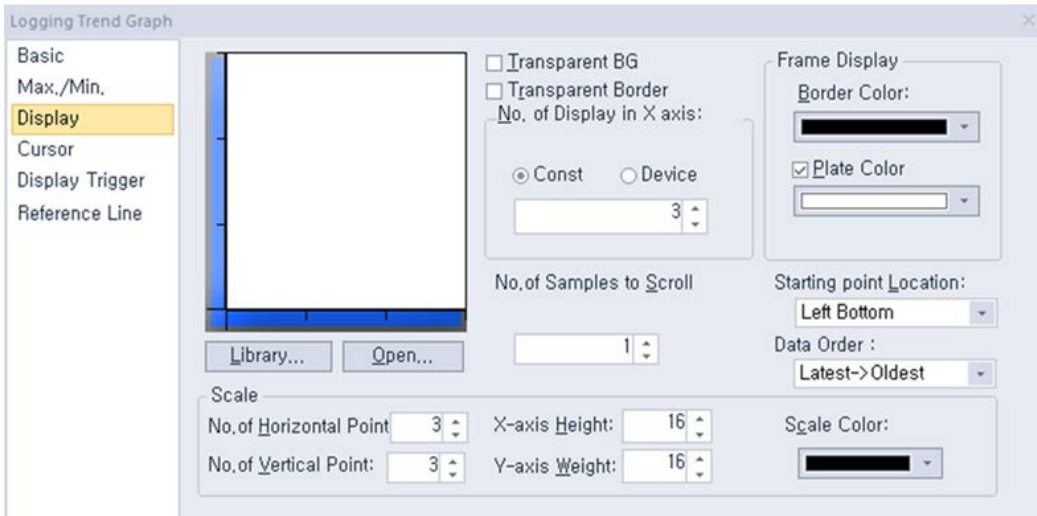 Logging Trend Graph
Basic
Max./Min.
Display
Cursor
Display Trigger
Reference Line
Library...
Open...
Transparent BG
Transparent Border
No. of Display in X axis:
Const
Device
3
No.of Samples to Scroll
1
Frame Display
Border Color:
Plate Color
Starting point Location:
Left Bottom
Data Order :
Latest->Oldest
Scale
No.of Horizontal Point
3
No.of Vertical Point:
3
X-axis Height:
16
Y-axis Weight:
16
Scale Color: